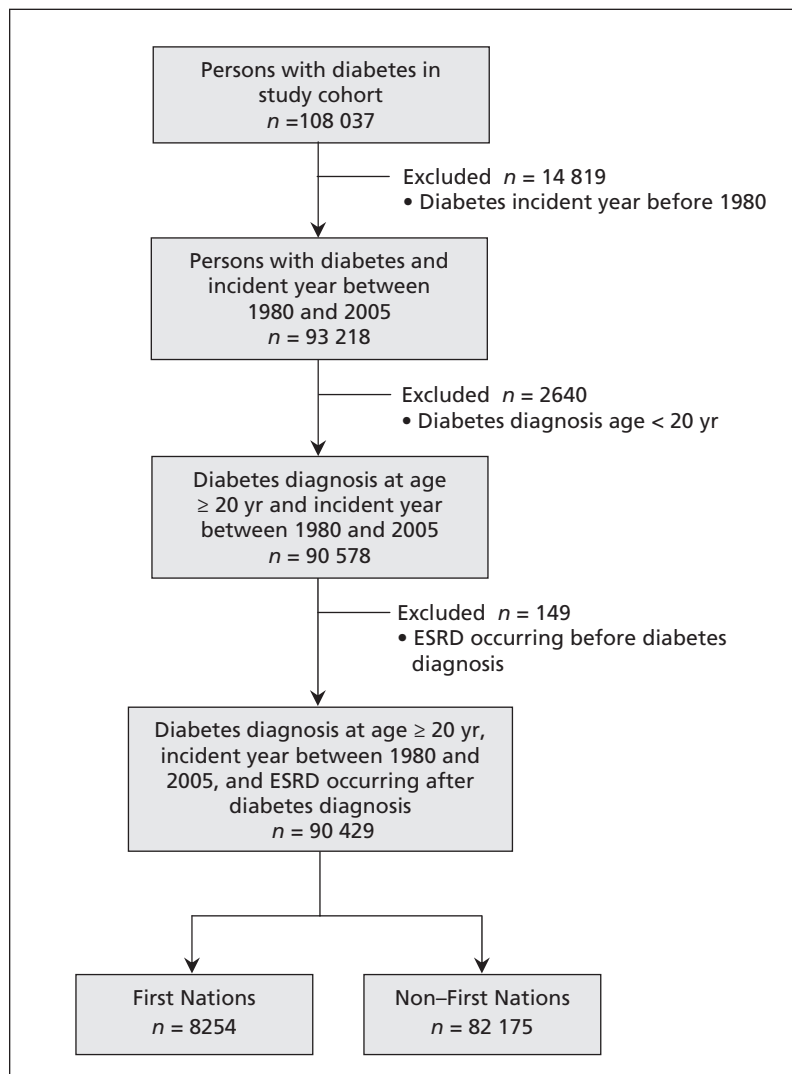 Persons with diabetes in
study cohort
n =108 037
Excluded n = 14 819
• Diabetes incident year before 1980
Persons with diabetes and
incident year between
1980 and 2005
n = 93 218
Excluded n = 2640
• Diabetes diagnosis age < 20 yr
Diabetes diagnosis at age
≥ 20 yr and incident year
between 1980 and 2005
n = 90 578
Excluded n = 149
• ESRD occurring before diabetes
diagnosis
Diabetes diagnosis at age ≥ 20 yr,
incident year between 1980 and
2005, and ESRD occurring after
diabetes diagnosis
n = 90 429
First Nations
n = 8254
Non–First Nations
n = 82 175